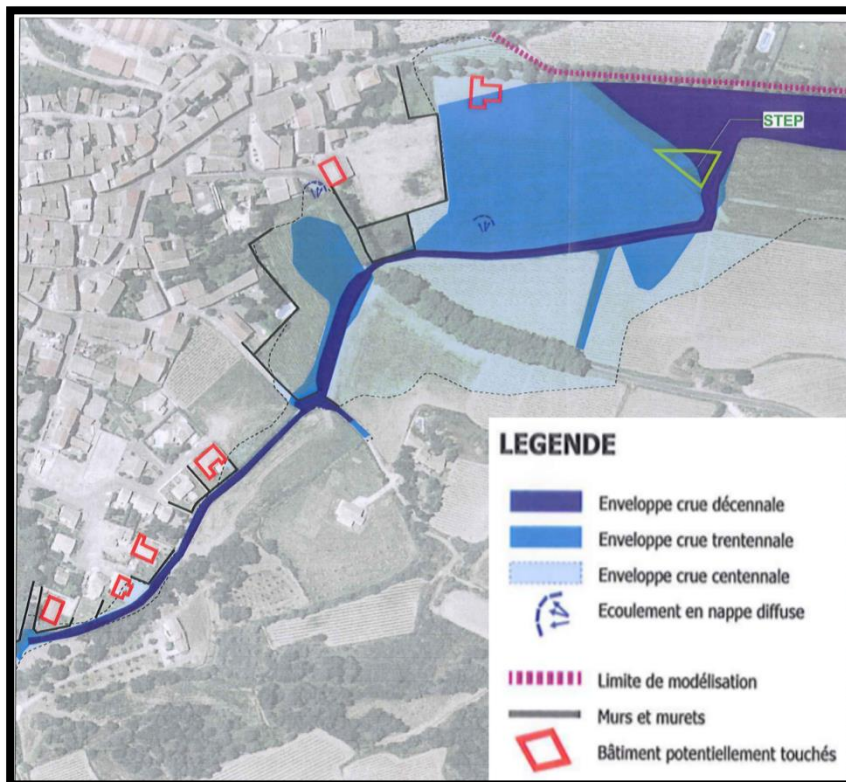 STEP
LEGENDE
Enveloppe crue décennale
Enveloppe crue trentennale
Enveloppe crue centennale
Ecoulement en nappe diffuse
Limite de modélisation
Murs et murets
Bâtiment potentiellement touchés